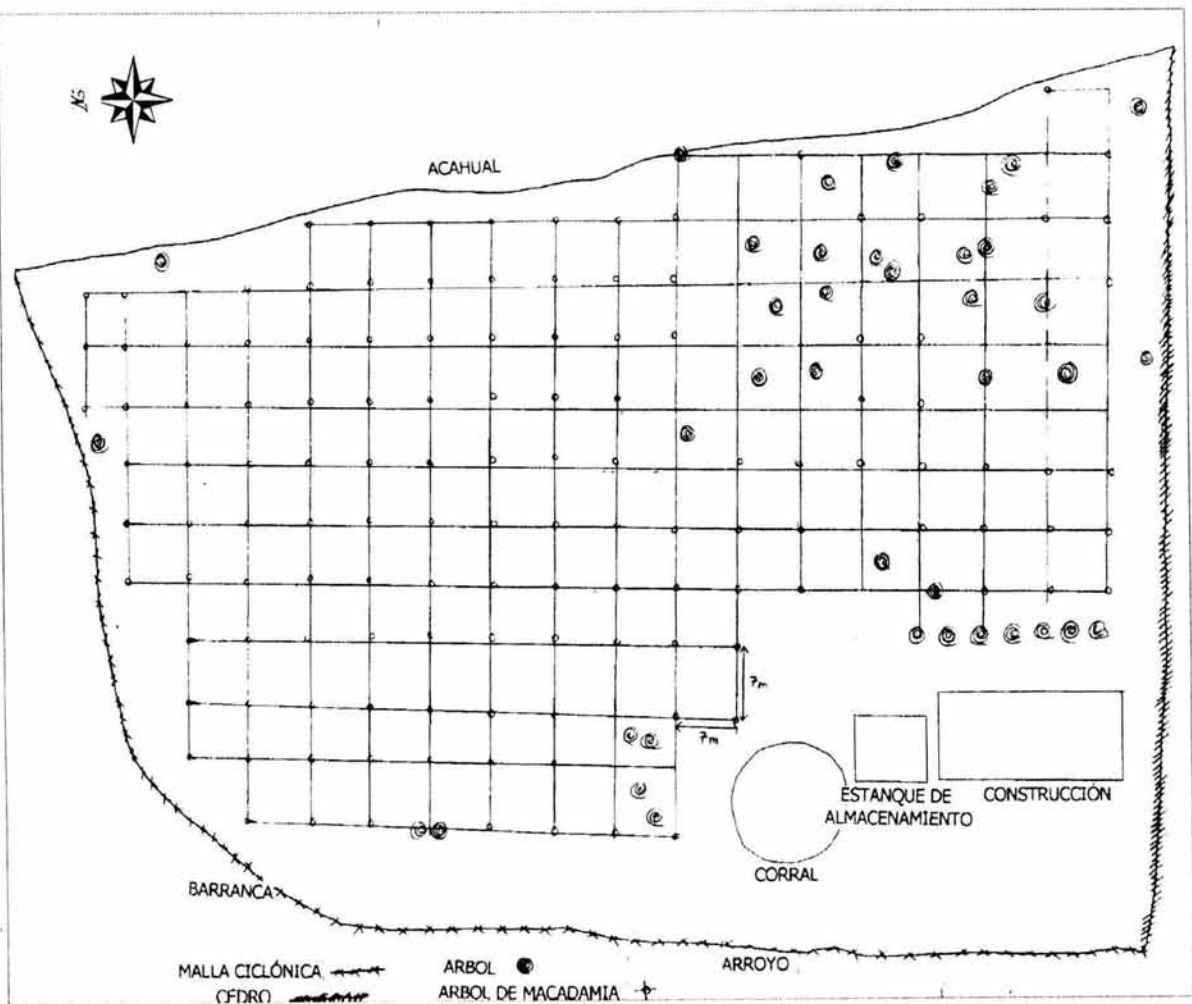 ACAHUAL
7m
7m
ESTANQUE DE
ALMACENAMIENTO
CONSTRUCCIÓN
CORRAL
BARRANCA
ARROYO
MALLA CICLÓNICA
ARBOL
CEDRO
ARBOL DE MACADAMIA